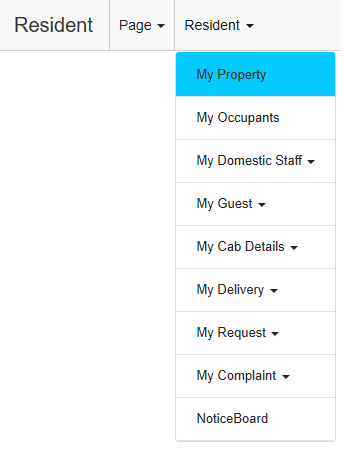 Resident Page Resident
My Property
My Occupants
My Domestic Staff
My Guest
My Cab Details
My Delivery
My Request
My Complaint
NoticeBoard